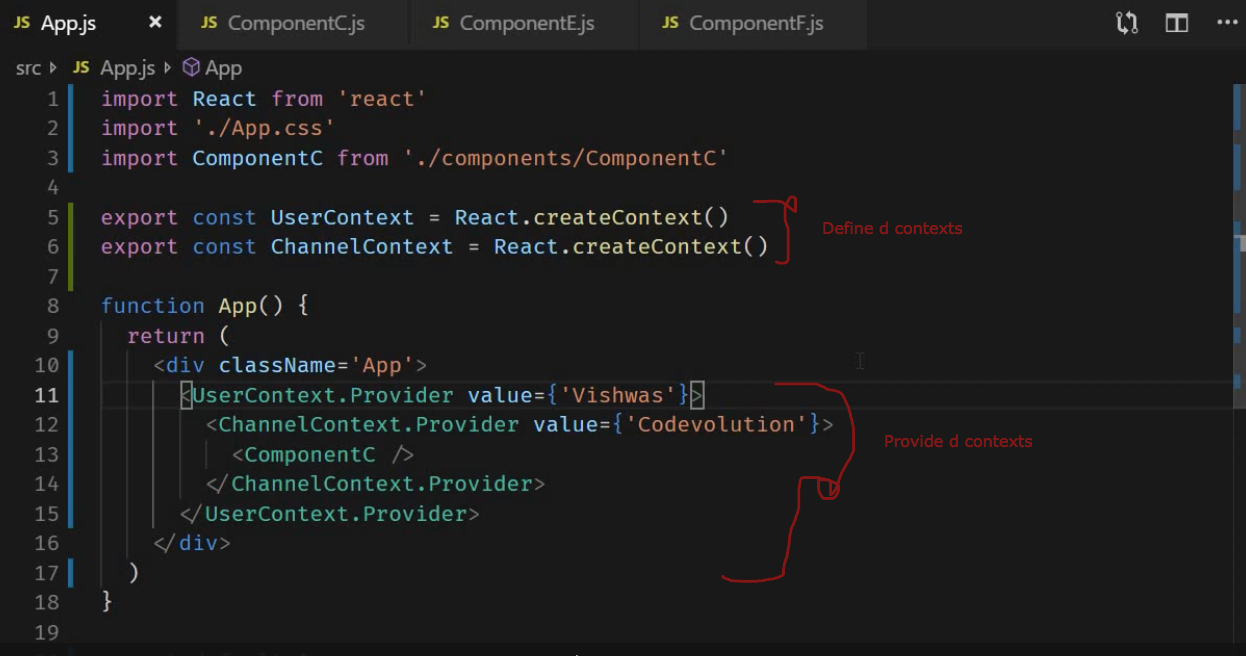 JS App.js × JS ComponentC.js JS ComponentE.js JS ComponentF.js
src JS App.js App
1 import React from 'react'
2 import './App.css'
3 import ComponentC from './components/ComponentC'
4
5 export const UserContext = React.createContext()
6 export const ChannelContext = React.createContext()
Define d contexts
7
8 function App() {
9 return (
10 <div className='App'>
11 <UserContext.Provider value={'Vishwas'}>
12 <ChannelContext.Provider value={'Codevolution'}>
Provide d contexts
13 <ComponentC />
14 </ChannelContext.Provider>
15 </UserContext.Provider>
16 </div>
17 )
18 }
19